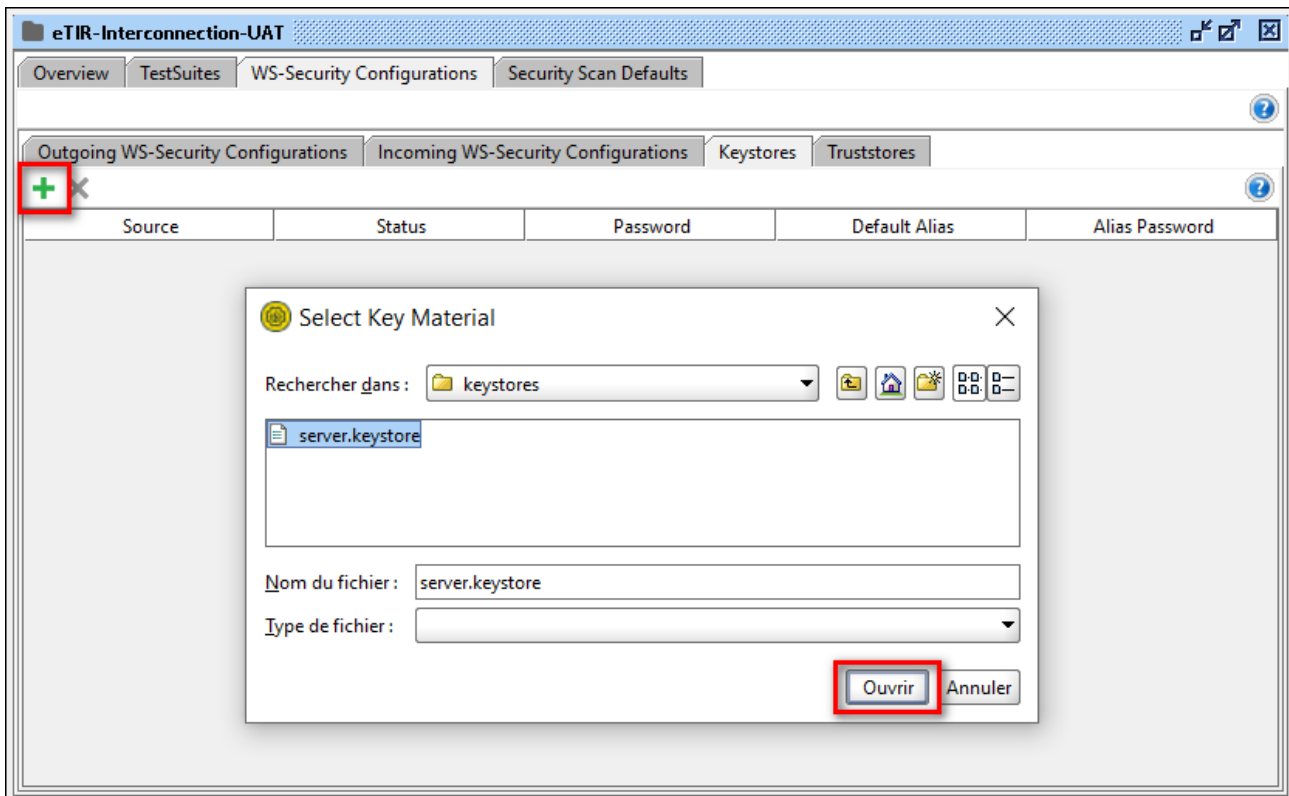 eTIR-Interconnection-UAT
Overview TestSuites WS-Security Configurations Security Scan Defaults
Outgoing WS-Security Configurations Incoming WS-Security Configurations Keystores Truststores
Source Status Password Default Alias Alias Password
Select Key Material
Rechercher dans : keystores
server.keystore
Nom du fichier : server.keystore
Type de fichier :
Ouvrir Annuler